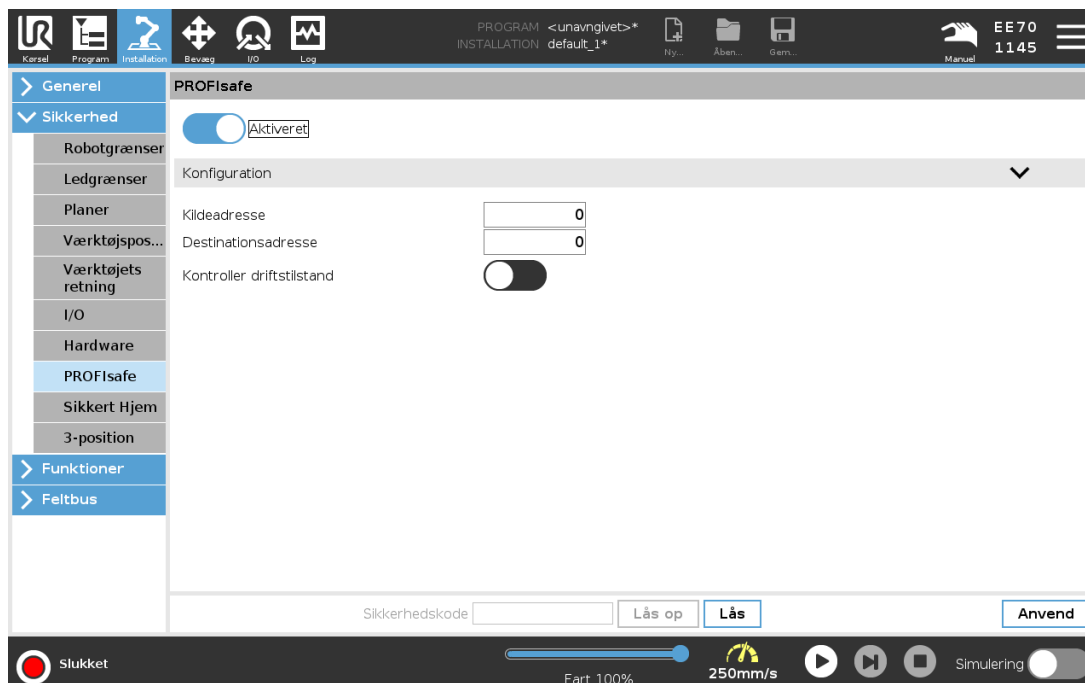 PROGRAM <unavngivet>*
INSTALLATION default_1*
UR
Kørsel
Program
Installation
Bevæg
I/O
Log
Ny...
Åben...
Gem...
Manuel
EE70
1145
Generel
Sikkerhed
Robotgrænser
Ledgrænser
Planer
Værktøjspos...
Værktøjets
retning
I/O
Hardware
PROFIsafe
Sikkert Hjem
3-position
Funktioner
Feltbus
PROFIsafe
Aktiveret
Konfiguration
Kildeadresse 0
Destinationsadresse 0
Kontroller driftstilstand
Sikkerhedskode
Lås op
Lås
Anvend
Slukket
Fart 100%
250mm/s
Simulering